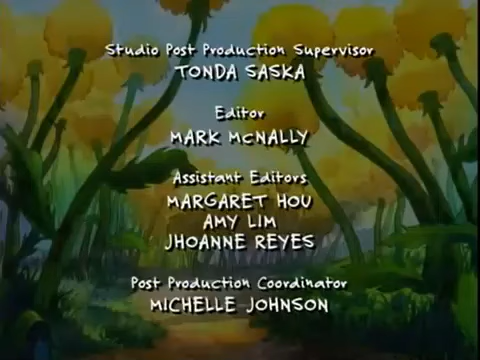 Studio Post Production Supervisor
TONDA SASKA
Editor
MARK McNALLY
Assistant Editors
MARGARET HOU
AMY LIM
JHOANNE REYES
Post Production Coordinator
MICHELLE JOHNSON